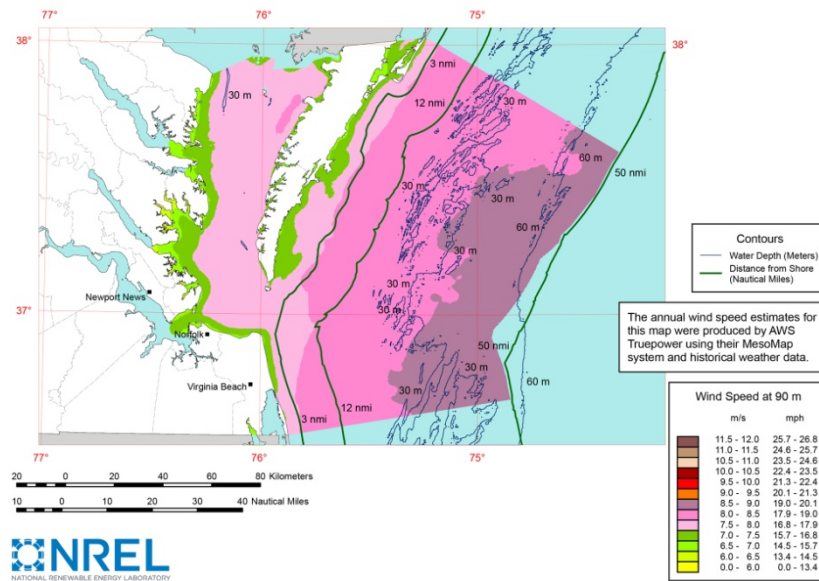 77°
76°
75°
38°
38°
3 nmi
30 m
12 nmi
30 m
60 m
50 nmi
30 m
30 m
60 m
30 m
30 m
Newport News
37°
37°
30 m
Norfolk
50 nmi
30 m
60 m
Virginia Beach
30 m
12 nmi
3 nmi
77°
76°
75°
Contours
Water Depth (Meters)
Distance from Shore
(Nautical Miles)
The annual wind speed estimates for
this map were produced by AWS
Truepower using their MesoMap
system and historical weather data.
Wind Speed at 90 m
m/s mph
11.5 - 12.0 25.7 - 26.8
11.0 - 11.5 24.6 - 25.7
10.5 - 11.0 23.5 - 24.6
10.0 - 10.5 22.4 - 23.5
9.5 - 10.0 21.3 - 22.4
9.0 - 9.5 20.1 - 21.3
8.5 - 9.0 19.0 - 20.1
8.0 - 8.5 17.9 - 19.0
7.5 - 8.0 16.8 - 17.9
7.0 - 7.5 15.7 - 16.8
6.5 - 7.0 14.5 - 15.7
6.0 - 6.5 13.4 - 14.5
0.0 - 6.0 0.0 - 13.4
20 0 20 40 60 80 Kilometers
10 0 10 20 30 40 Nautical Miles
NREL
NATIONAL RENEWABLE ENERGY LABORATORY